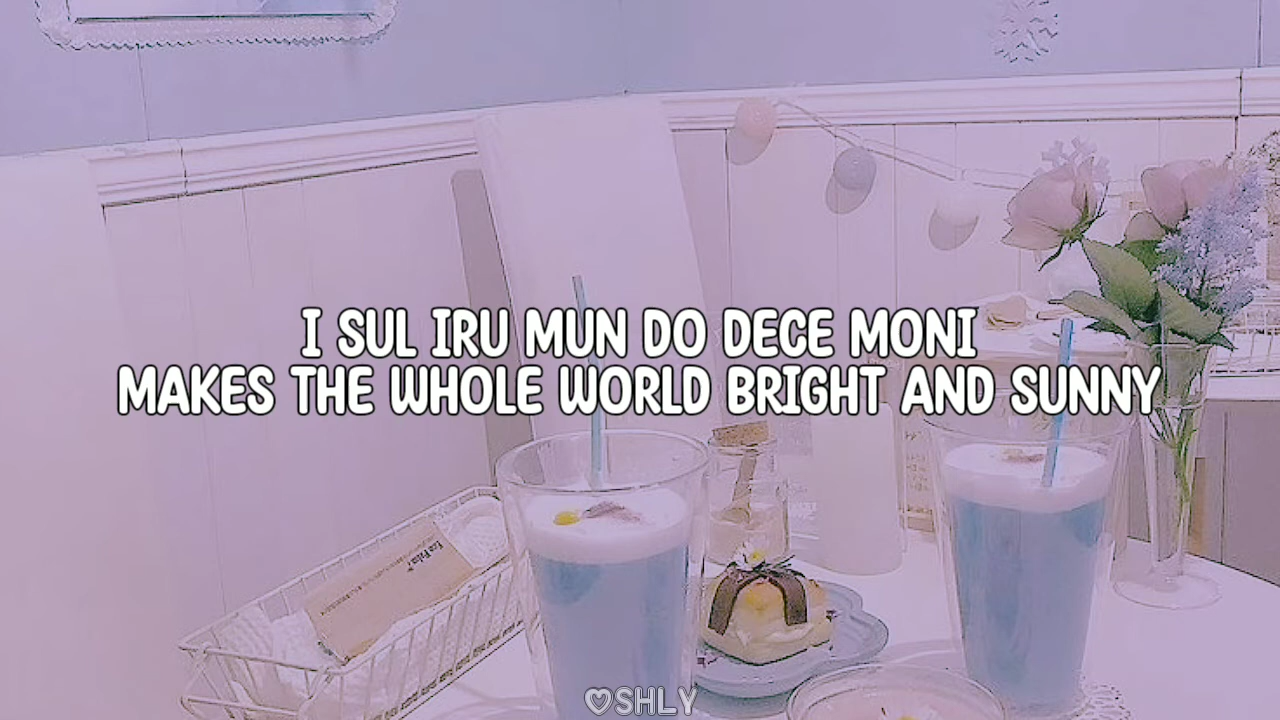 I SUL IRU MUN DO DECE MONI
MAKES THE WHOLE WORLD BRIGHT AND SUNNY
♡SHLY